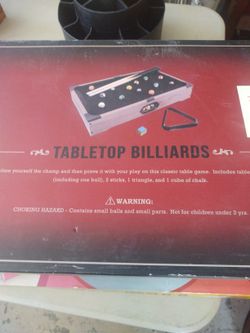 TABLETOP BILLIARDS
yourself the champ and then prove it with your play on this classic table game. Includes
(including one ball), 2 sticks, 1 triangle, and 1 cube of chalk.
WARNING:
CHOKING HAZARD - Contains small balls and small parts. Not for children under 3 yrs